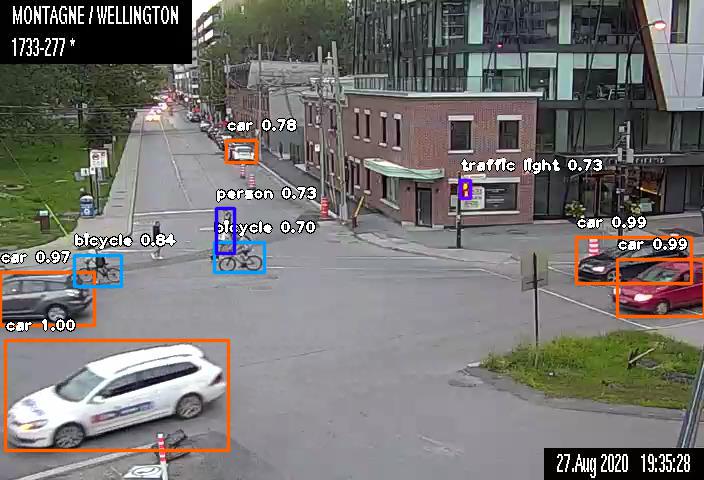 MONTAGNE / WELLINGTON
1733-277 *
car 0.78
traffic light 0.73
person 0.73
bicycle 0.70
bicycle 0.84
car 0.99
car 0.99
car 0.97
car 1.00
27.Aug 2020 19:35:28